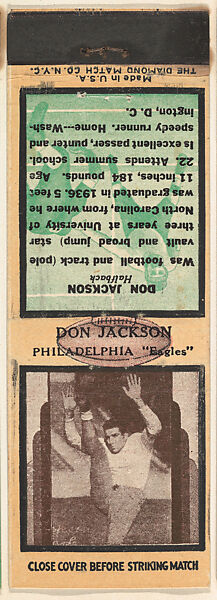 DON JACKSON
PHILADELPHIA "Eagles"
CLOSE COVER BEFORE STRIKING MATCH
DON JACKSON
Halfback
Was football and track (pole
vault and broad jump) star
three years at University of
North Carolina, from where he
was graduated in 1936. 5 feet
11 inches, 184 pounds. Age
22. Attends summer school.
Is excellent passer, punter and
speedy runner. Home---Wash-
ington, D. C.
THE DIAMOND MATCH CO. N.Y.C.
Made in U.S.A